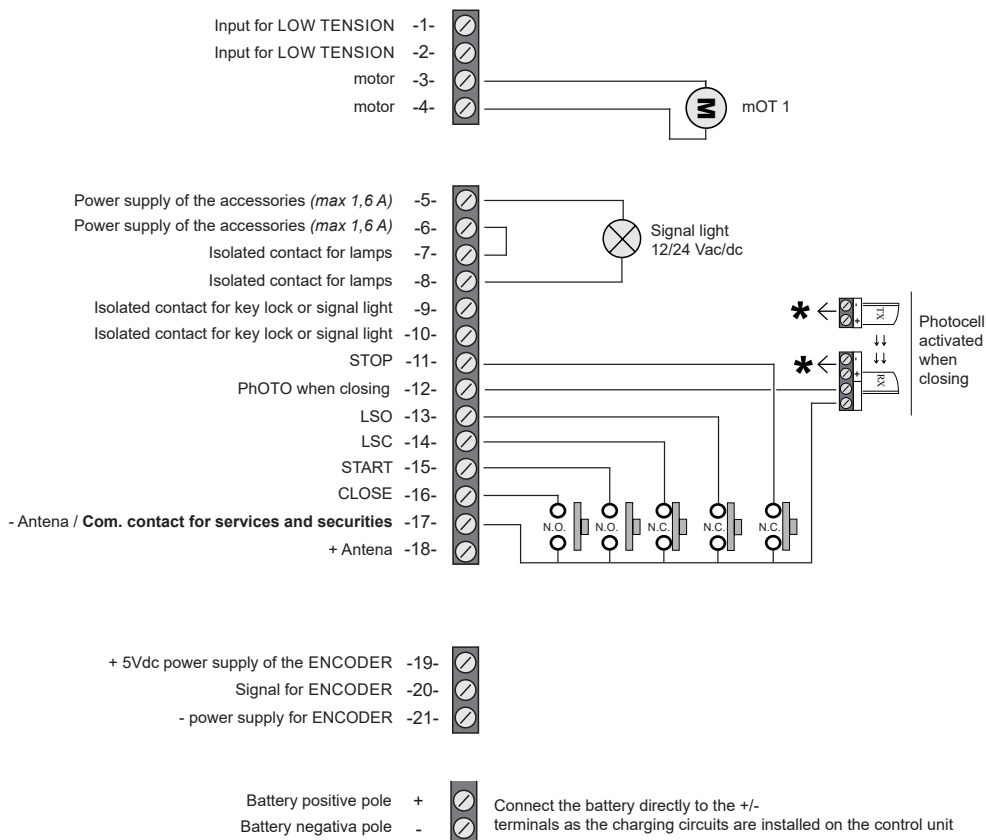 Input for LOW TENSION -1-
Input for LOW TENSION -2-
motor -3-
motor -4-
M
mOT 1
Power supply of the accessories (max 1,6 A) -5-
Power supply of the accessories (max 1,6 A) -6-
Isolated contact for lamps -7-
Isolated contact for lamps -8-
Isolated contact for key lock or signal light -9-
Isolated contact for key lock or signal light -10-
STOP -11-
PhOTO when closing -12-
LSO -13-
LSC -14-
START -15-
CLOSE -16-
- Antena / Com. contact for services and securities -17-
+ Antena -18-
Signal light
12/24 Vac/dc
* - + TX
* - + RX
Photocell
activated
when
closing
N.O. N.O. N.C. N.C. N.C.
+ 5Vdc power supply of the ENCODER -19-
Signal for ENCODER -20-
- power supply for ENCODER -21-
Battery positive pole +
Battery negativa pole -
Connect the battery directly to the +/-
terminals as the charging circuits are installed on the control unit